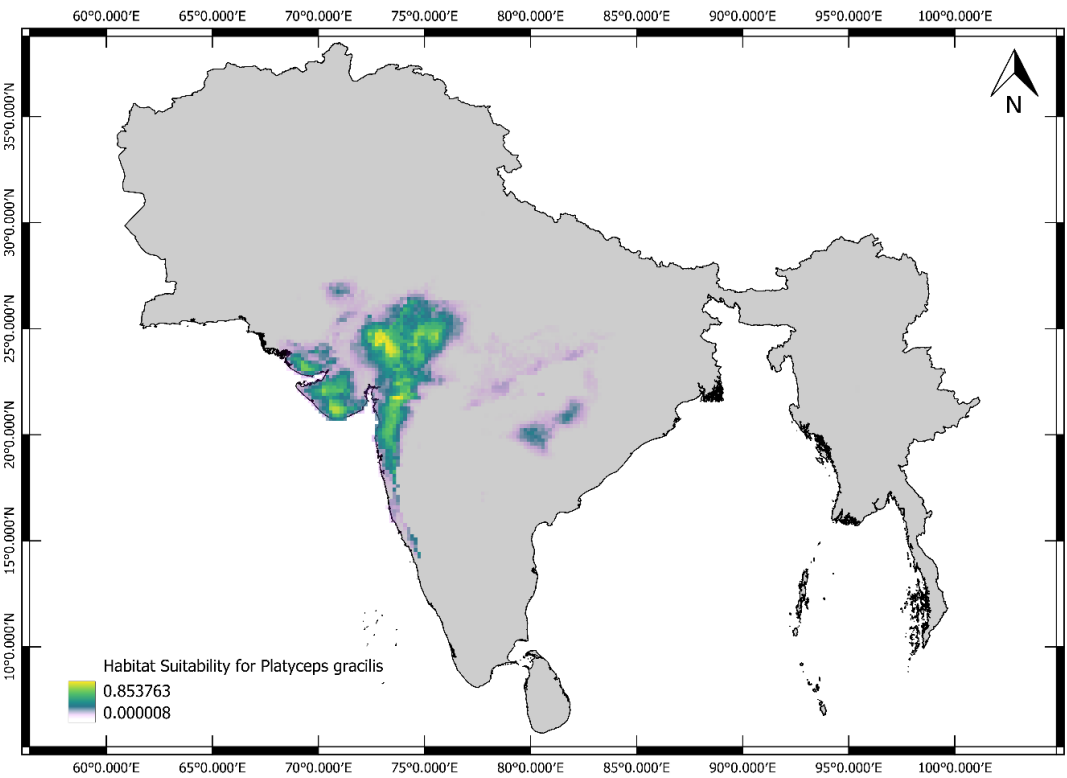 60°0.000'E 65°0.000'E 70°0.000'E 75°0.000'E 80°0.000'E 85°0.000'E 90°0.000'E 95°0.000'E 100°0.000'E
N
35°0.000'N
30°0.000'N
25°0.000'N
20°0.000'N
15°0.000'N
10°0.000'N
Habitat Suitability for Platyceps gracilis
0.853763
0.000008
60°0.000'E 65°0.000'E 70°0.000'E 75°0.000'E 80°0.000'E 85°0.000'E 90°0.000'E 95°0.000'E 100°0.000'E